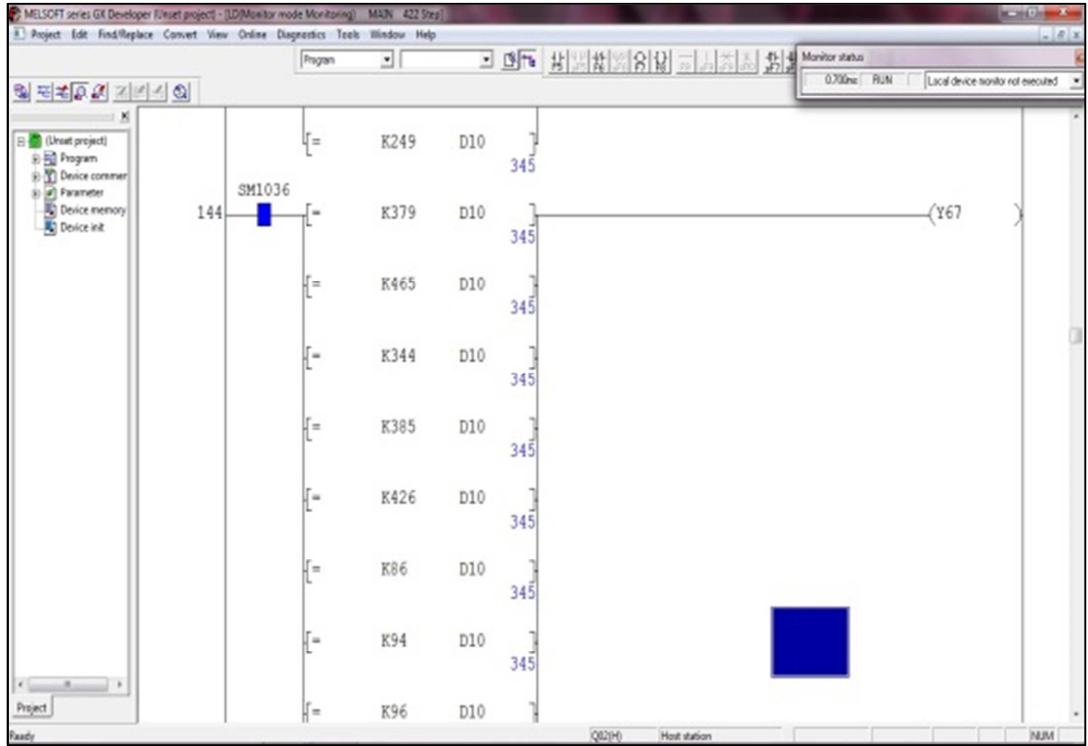 MELSOFT series GX Developer (Unset project) - [LD(Monitor mode Monitoring) MAIN 422 Step]
Project Edit Find/Replace Convert View Online Diagnostics Tools Window Help
Program
Monitor status
0.700ms RUN Local device monitor not executed
(Unset project)
Program
Device commen
Parameter
Device memory
Device init
[= K249 D10 ]
345
SM1036
144 [= K379 D10 ] (Y67 )
345
[= K465 D10 ]
345
[= K344 D10 ]
345
[= K385 D10 ]
345
[= K426 D10 ]
345
[= K86 D10 ]
345
[= K94 D10 ]
345
[= K96 D10 ]
Project
Ready Q02(H) Host station NUM